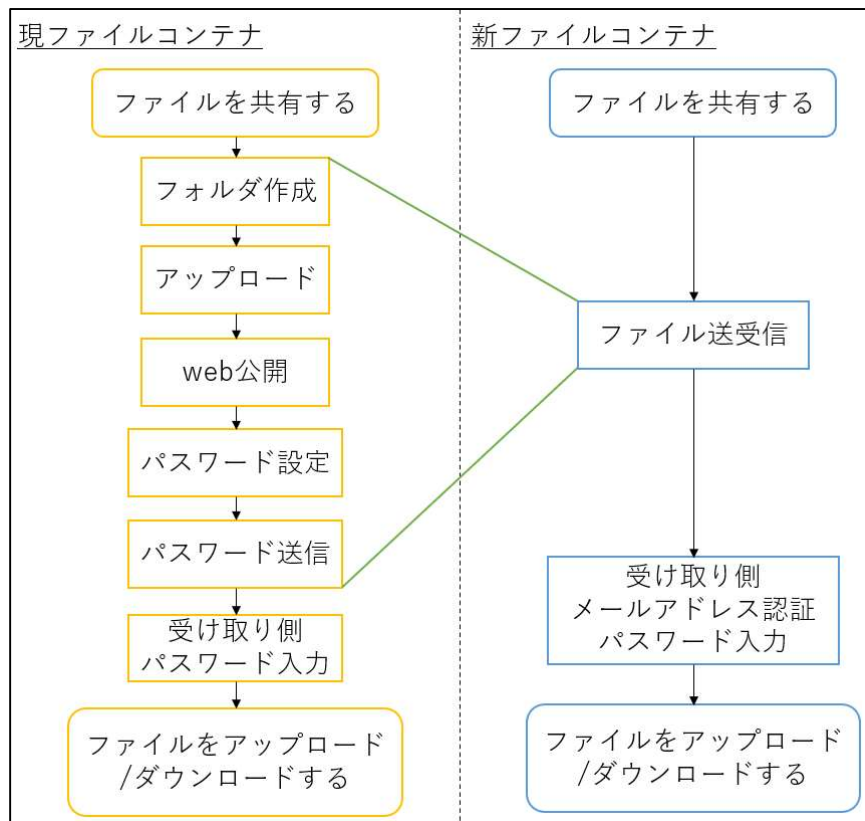 現ファイルコンテナ
ファイルを共有する
フォルダ作成
アップロード
web公開
パスワード設定
パスワード送信
受け取り側
パスワード入力
ファイルをアップロード
/ダウンロードする
新ファイルコンテナ
ファイルを共有する
ファイル送受信
受け取り側
メールアドレス認証
パスワード入力
ファイルをアップロード
/ダウンロードする